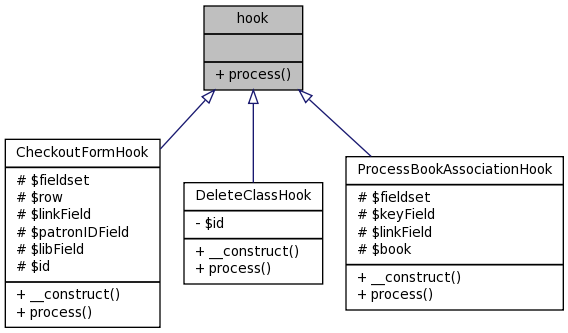 hook
+ process()
CheckoutFormHook
# $fieldset
# $row
# $linkField
# $patronIDField
# $libField
# $id
+ __construct()
+ process()
DeleteClassHook
- $id
+ __construct()
+ process()
ProcessBookAssociationHook
# $fieldset
# $keyField
# $linkField
# $book
+ __construct()
+ process()